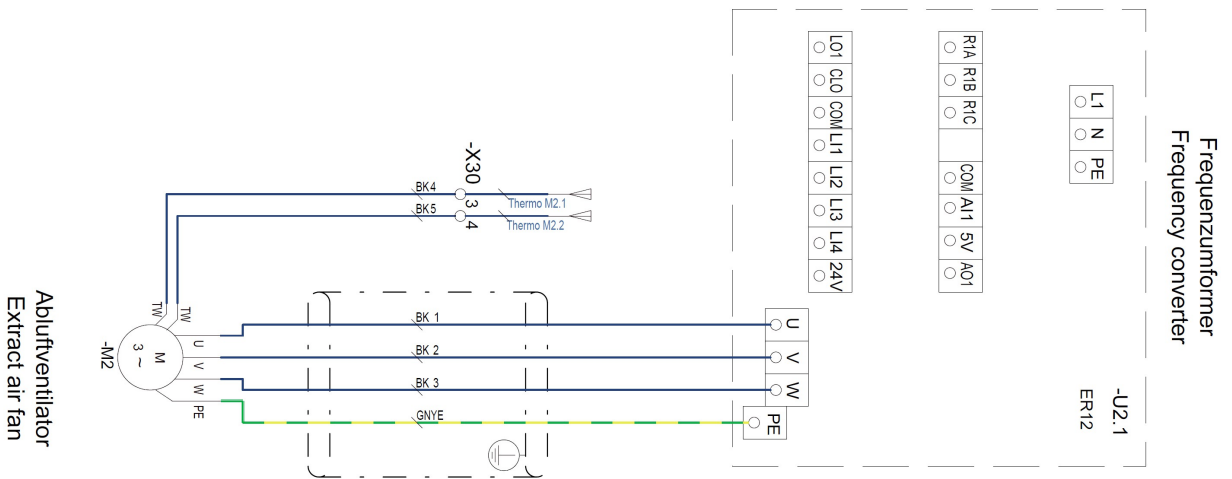 Frequenzumformer
Frequency converter
-U2.1
ER12
L1
N
PE
R1A
R1B
R1C
COM
AI1
5V
AO1
LO1
CLO
COM
LI1
LI2
LI3
LI4
24V
U
V
W
PE
-X30
3
4
BK4
Thermo M2.1
BK5
Thermo M2.2
BK 1
BK 2
BK 3
GNYE
TW
TW
U
V
W
PE
M
3 ~
-M2
Abluftventilator
Extract air fan